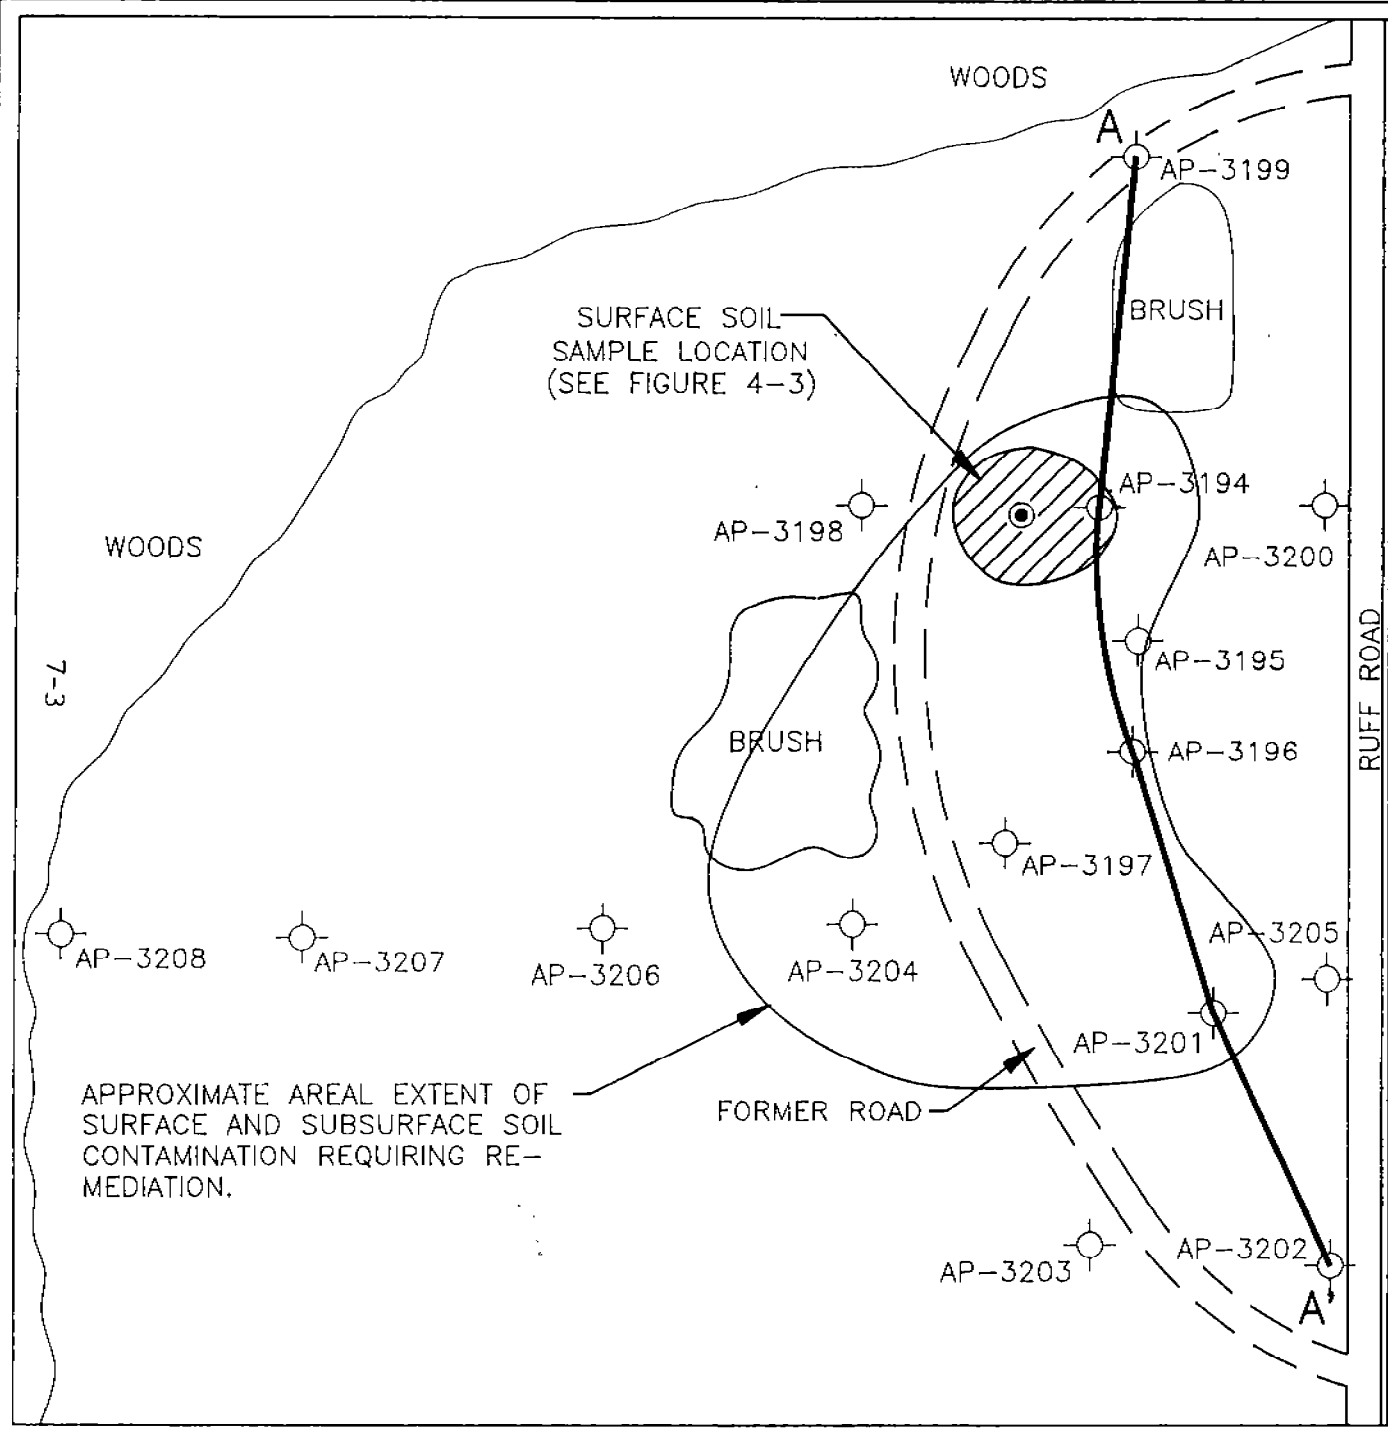 WOODS
A
AP-3199
BRUSH
SURFACE SOIL
SAMPLE LOCATION
(SEE FIGURE 4-3)
AP-3194
AP-3198
AP-3200
WOODS
RUFF ROAD
AP-3195
7-3
BRUSH
AP-3196
AP-3197
AP-3205
AP-3208
AP-3207
AP-3206
AP-3204
AP-3201
APPROXIMATE AREAL EXTENT OF
SURFACE AND SUBSURFACE SOIL
CONTAMINATION REQUIRING RE-
MEDIATION.
FORMER ROAD
AP-3203
AP-3202
A'